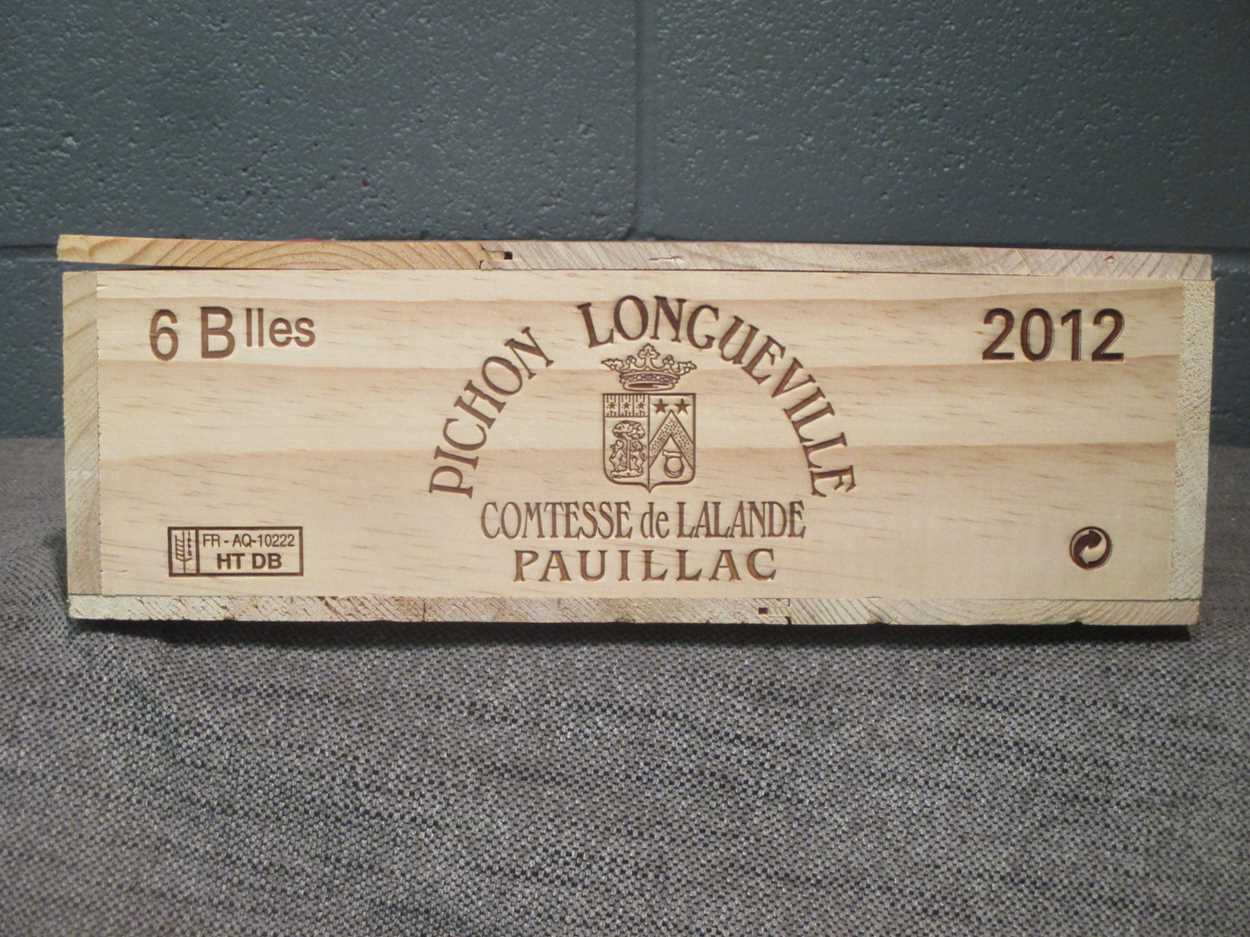 6 Blles
2012
PICHON LONGUEVILLE
COMTESSE de LALANDE
PAUILLAC
FR - AQ-10222
HT DB